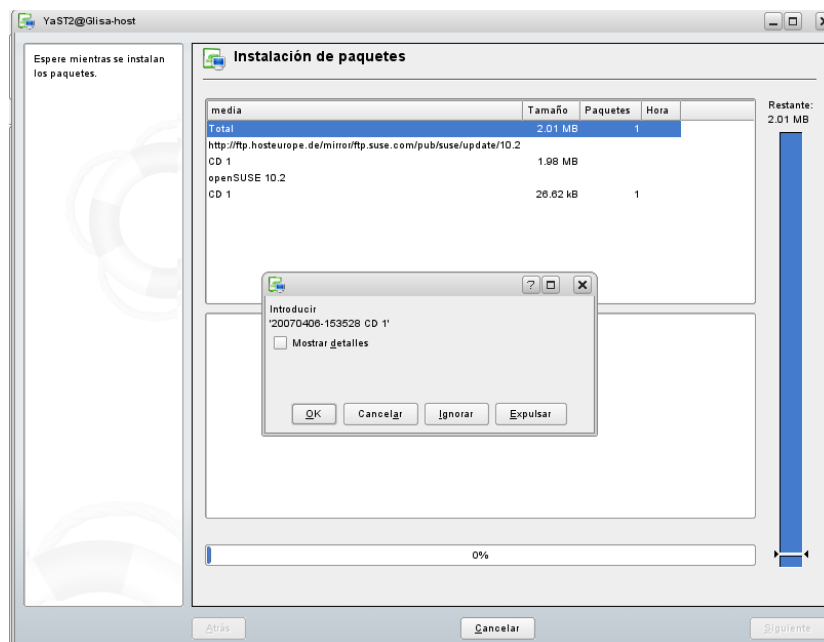 YaST2@Glisa-host
Espere mientras se instalan
los paquetes.
Instalación de paquetes
media Tamaño Paquetes Hora
Total 2.01 MB 1
http://ftp.hosteurope.de/mirror/ftp.suse.com/pub/suse/update/10.2
CD 1 1.98 MB
openSUSE 10.2
CD 1 26.62 kB 1
Restante:
2.01 MB
Introducir
'20070406-153528 CD 1'
Mostrar detalles
OK Cancelar Ignorar Expulsar
0%
Atrás Cancelar Siguiente